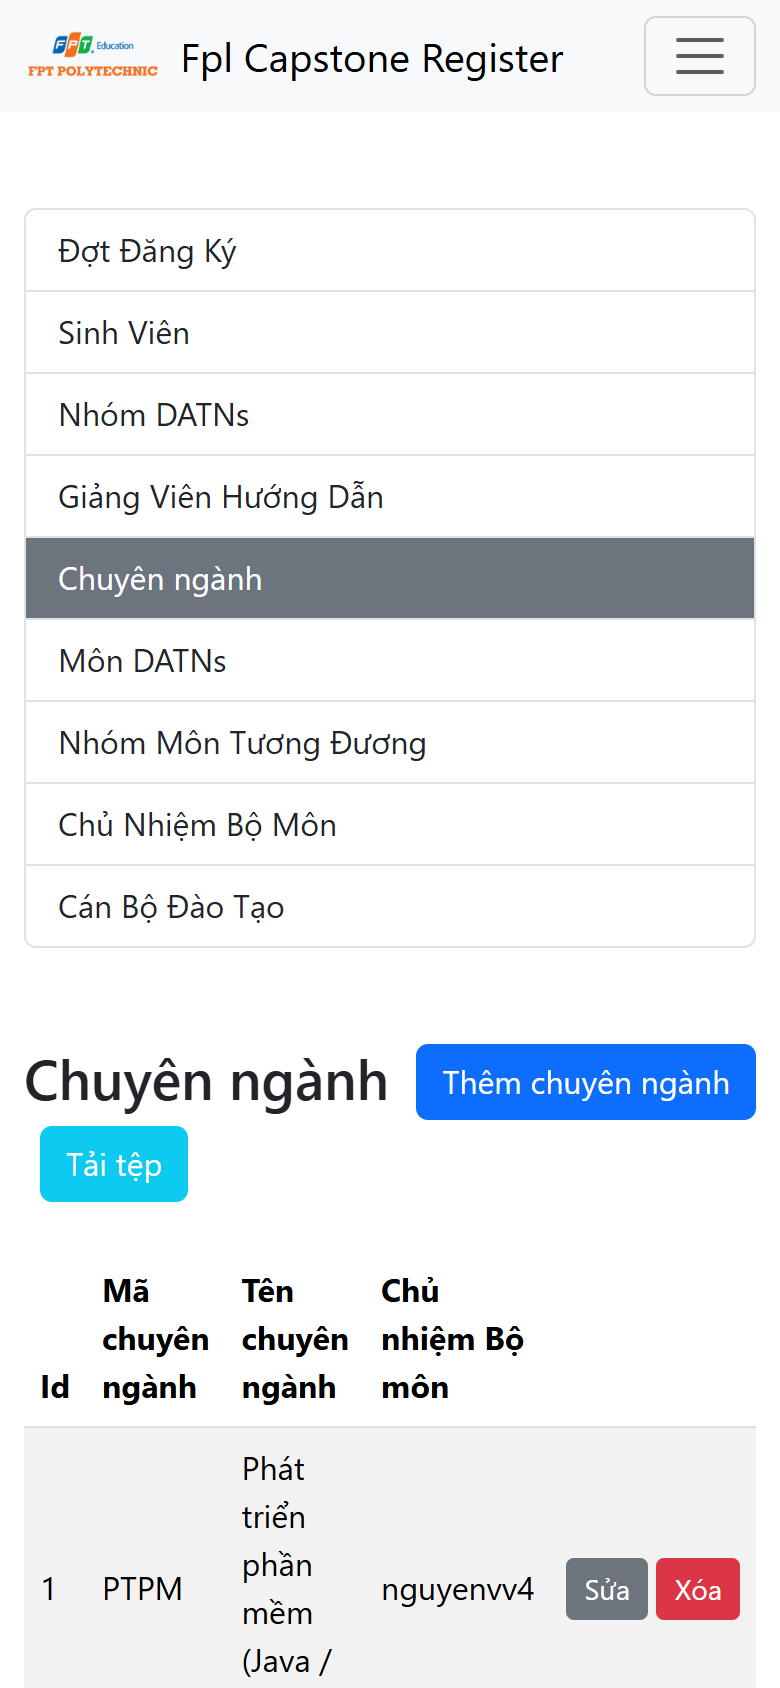 FPT Education
FPT POLYTECHNIC
Fpl Capstone Register
Đợt Đăng Ký
Sinh Viên
Nhóm DATNs
Giảng Viên Hướng Dẫn
Chuyên ngành
Môn DATNs
Nhóm Môn Tương Đương
Chủ Nhiệm Bộ Môn
Cán Bộ Đào Tạo
Chuyên ngành
Thêm chuyên ngành
Tải tệp
Id
Mã
chuyên
ngành
Tên
chuyên
ngành
Chủ
nhiệm Bộ
môn
1
PTPM
Phát
triển
phần
mềm
(Java /
nguyenvv4
Sửa
Xóa